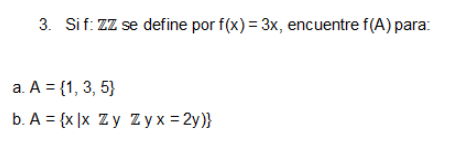 3. Si f: ℤℤ se define por f(x) = 3x, encuentre f(A) para:
a. A = {1, 3, 5}
b. A = {x |x ℤ y ℤ y x = 2y)}